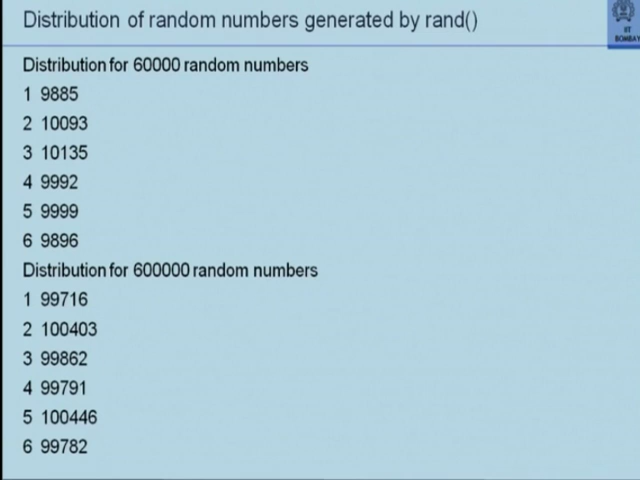 Distribution of random numbers generated by rand()
IIT
BOMBAY
Distribution for 60000 random numbers
1 9885
2 10093
3 10135
4 9992
5 9999
6 9896
Distribution for 600000 random numbers
1 99716
2 100403
3 99862
4 99791
5 100446
6 99782